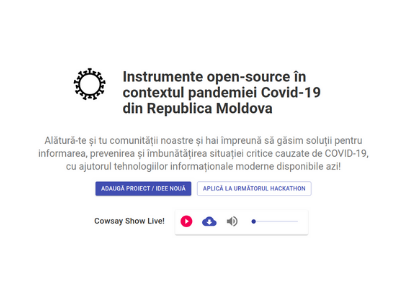 Instrumente open-source în
contextul pandemiei Covid-19
din Republica Moldova
Alătură-te și tu comunității noastre și hai împreună să găsim soluții pentru
informarea, prevenirea și îmbunătățirea situației critice cauzate de COVID-19,
cu ajutorul tehnologiilor informaționale moderne disponibile azi!
ADAUGĂ PROIECT / IDEE NOUĂ
APLICĂ LA URMĂTORUL HACKATHON
Cowsay Show Live!